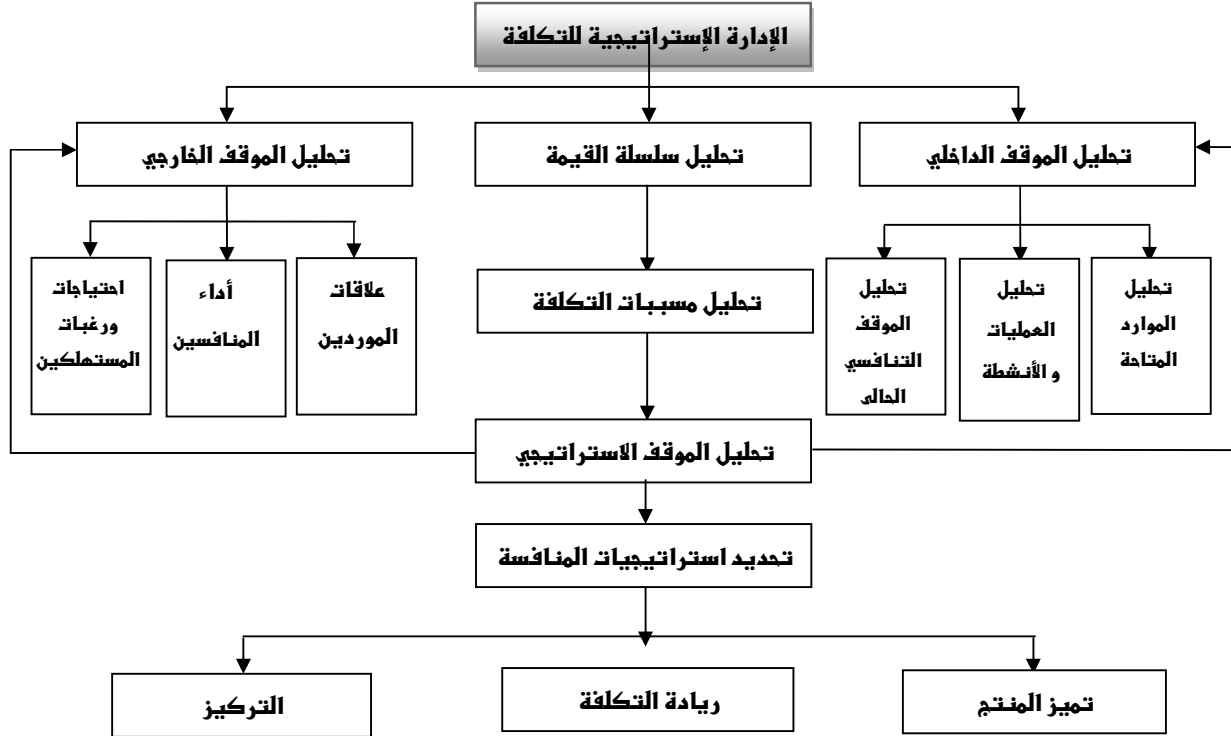 الإدارة الإستراتيجية للتكلفة
تحليل الموقف الداخلي
تحليل سلسلة القيمة
تحليل الموقف الخارجي
تحليل
الموارد
المتاحة
تحليل
العمليات
و الأنشطة
تحليل
الموقف
التنافسي
الحالى
تحليل مسببات التكلفة
علاقات
الموردين
أداء
المنافسين
احتياجات
ورغبات
المستهلكين
تحليل الموقف الاستراتيجي
تحديد استراتيجيات المنافسة
تميز المنتج
ريادة التكلفة
التركيز